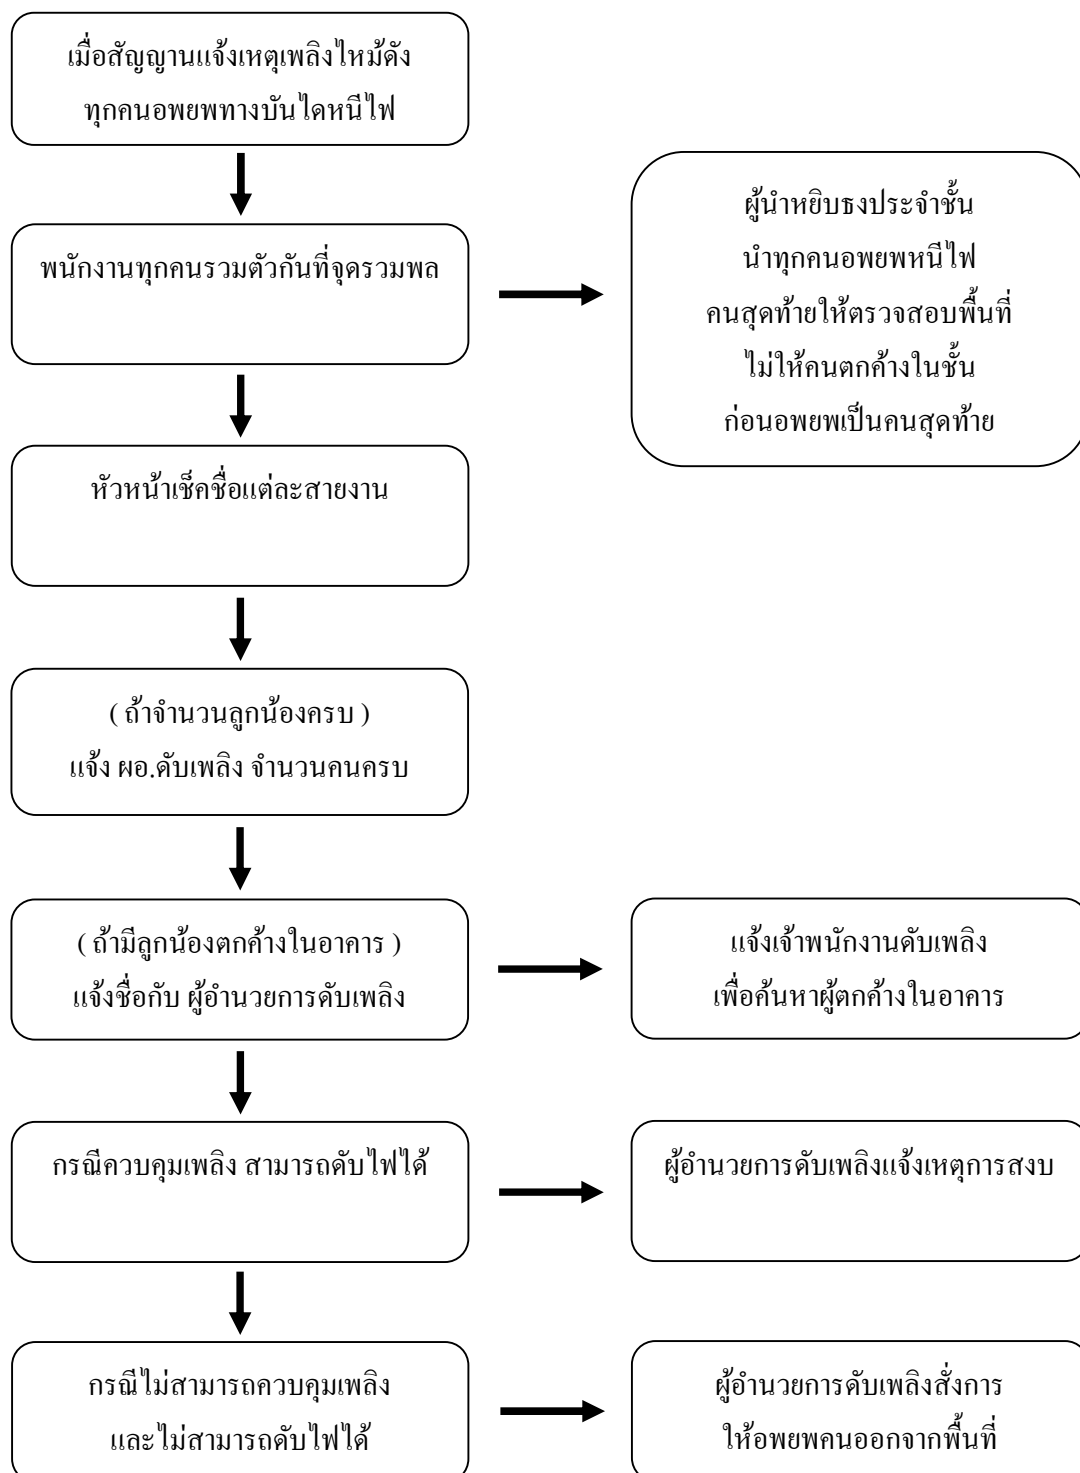 เมื่อสัญญานแจ้งเหตุเพลิงไหม้ดัง
ทุกคนอพยพทางบันไดหนีไฟ
พนักงานทุกคนรวมตัวกันที่จุดรวมพล
ผู้นำหยิบธงประจำชั้น
นำทุกคนอพยพหนีไฟ
คนสุดท้ายให้ตรวจสอบพื้นที่
ไม่ให้คนตกค้างในชั้น
ก่อนอพยพเป็นคนสุดท้าย
หัวหน้าเช็คชื่อแต่ละสายงาน
( ถ้าจำนวนลูกน้องครบ )
แจ้ง ผอ.ดับเพลิง จำนวนคนครบ
( ถ้ามีลูกน้องตกค้างในอาคาร )
แจ้งชื่อกับ ผู้อำนวยการดับเพลิง
แจ้งเจ้าพนักงานดับเพลิง
เพื่อค้นหาผู้ตกค้างในอาคาร
กรณีควบคุมเพลิง สามารถดับไฟได้
ผู้อำนวยการดับเพลิงแจ้งเหตุการสงบ
กรณีไม่สามารถควบคุมเพลิง
และไม่สามารถดับไฟได้
ผู้อำนวยการดับเพลิงสั่งการ
ให้อพยพคนออกจากพื้นที่